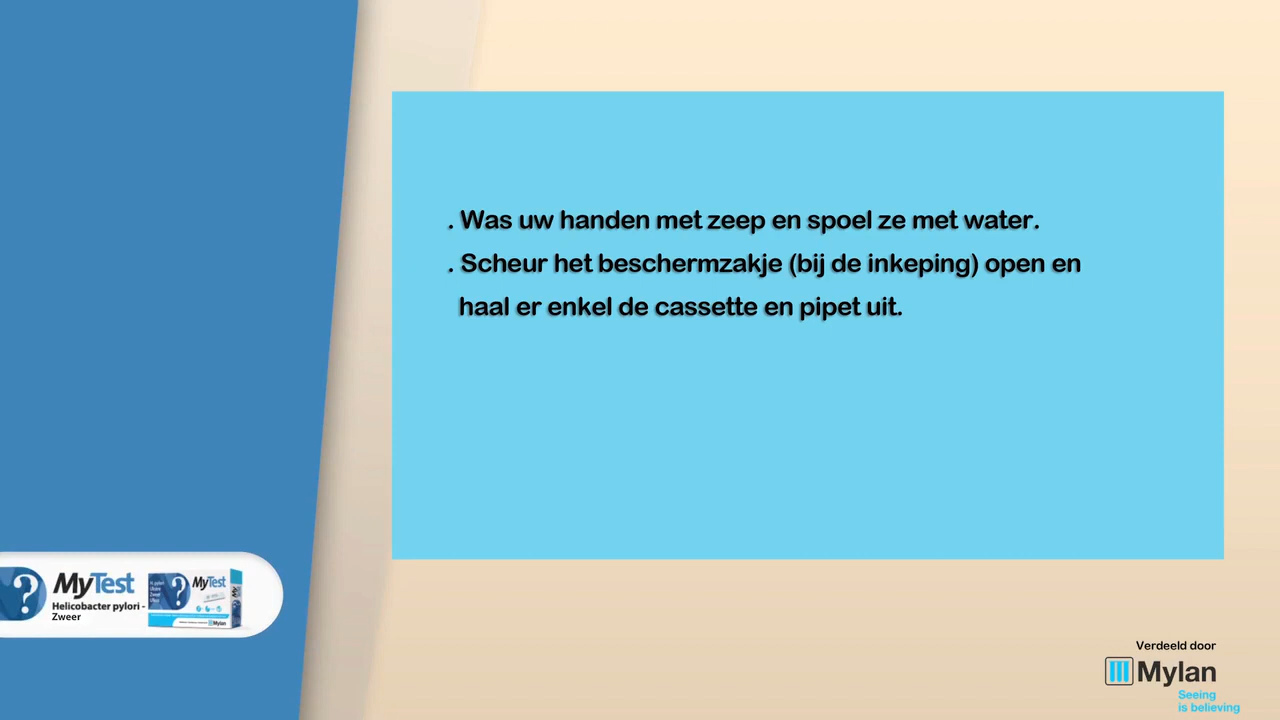 . Was uw handen met zeep en spoel ze met water.
. Scheur het beschermzakje (bij de inkeping) open en
haal er enkel de cassette en pipet uit.
? MyTest
Helicobacter pylori -
Zweer
? MyTest
Mylan
Verdeeld door
Mylan
Seeing
is believing